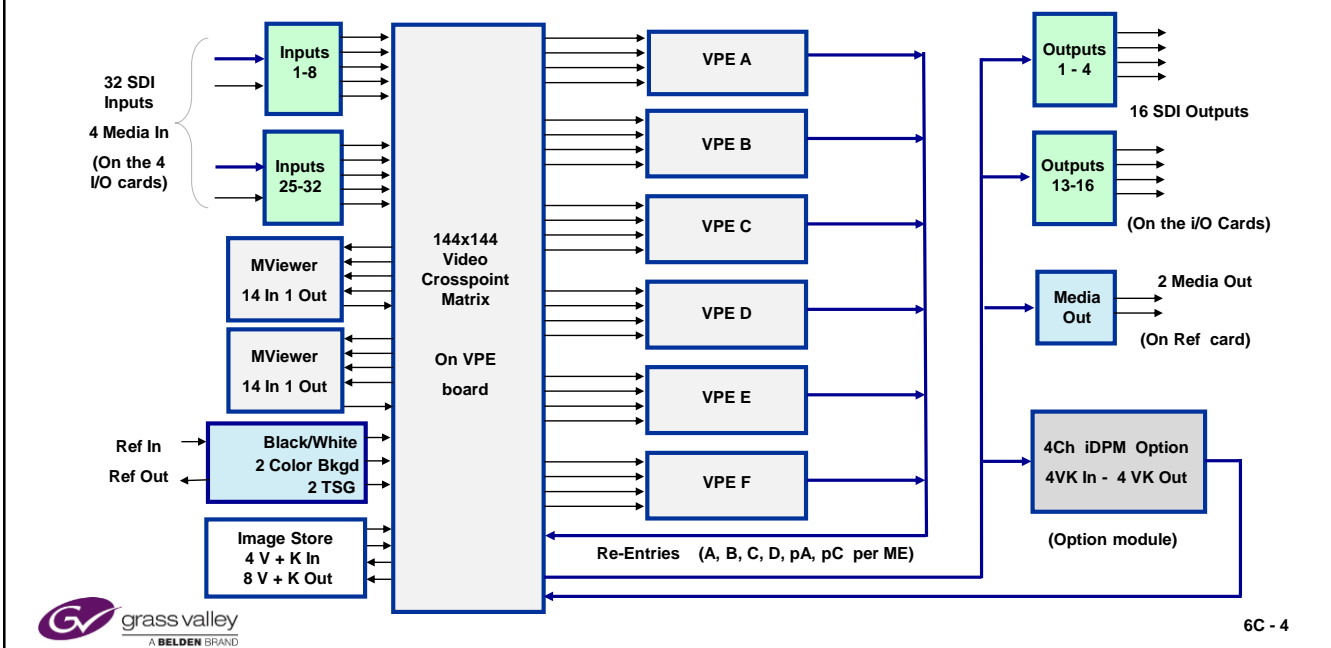 32 SDI
Inputs
4 Media In
(On the 4
I/O cards)
Inputs
1-8
Inputs
25-32
MViewer
14 In 1 Out
MViewer
14 In 1 Out
Ref In
Ref Out
Black/White
2 Color Bkgd
2 TSG
Image Store
4 V + K In
8 V + K Out
144x144
Video
Crosspoint
Matrix
On VPE
board
VPE A
VPE B
VPE C
VPE D
VPE E
VPE F
Re-Entries (A, B, C, D, pA, pC per ME)
Outputs
1 - 4
16 SDI Outputs
Outputs
13-16
(On the i/O Cards)
Media
Out
2 Media Out
(On Ref card)
4Ch iDPM Option
4VK In - 4 VK Out
(Option module)
GV
grass valley
A BELDEN BRAND
6C - 4